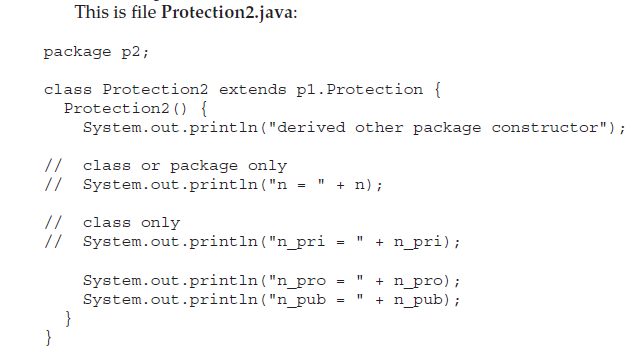 This is file Protection2.java:
package p2;
class Protection2 extends p1.Protection {
Protection2() {
System.out.println("derived other package constructor");
// class or package only
// System.out.println("n = " + n);
// class only
// System.out.println("n_pri = " + n_pri);
System.out.println("n_pro = " + n_pro);
System.out.println("n_pub = " + n_pub);
}
}